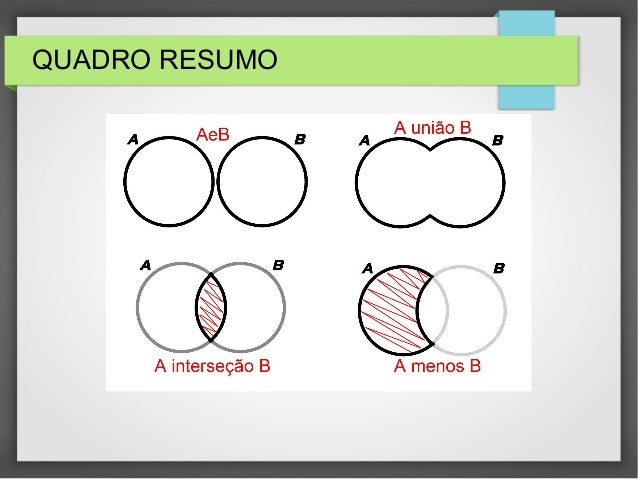 QUADRO RESUMO
A AeB B
A A união B B
A B
A interseção B
A B
A menos B